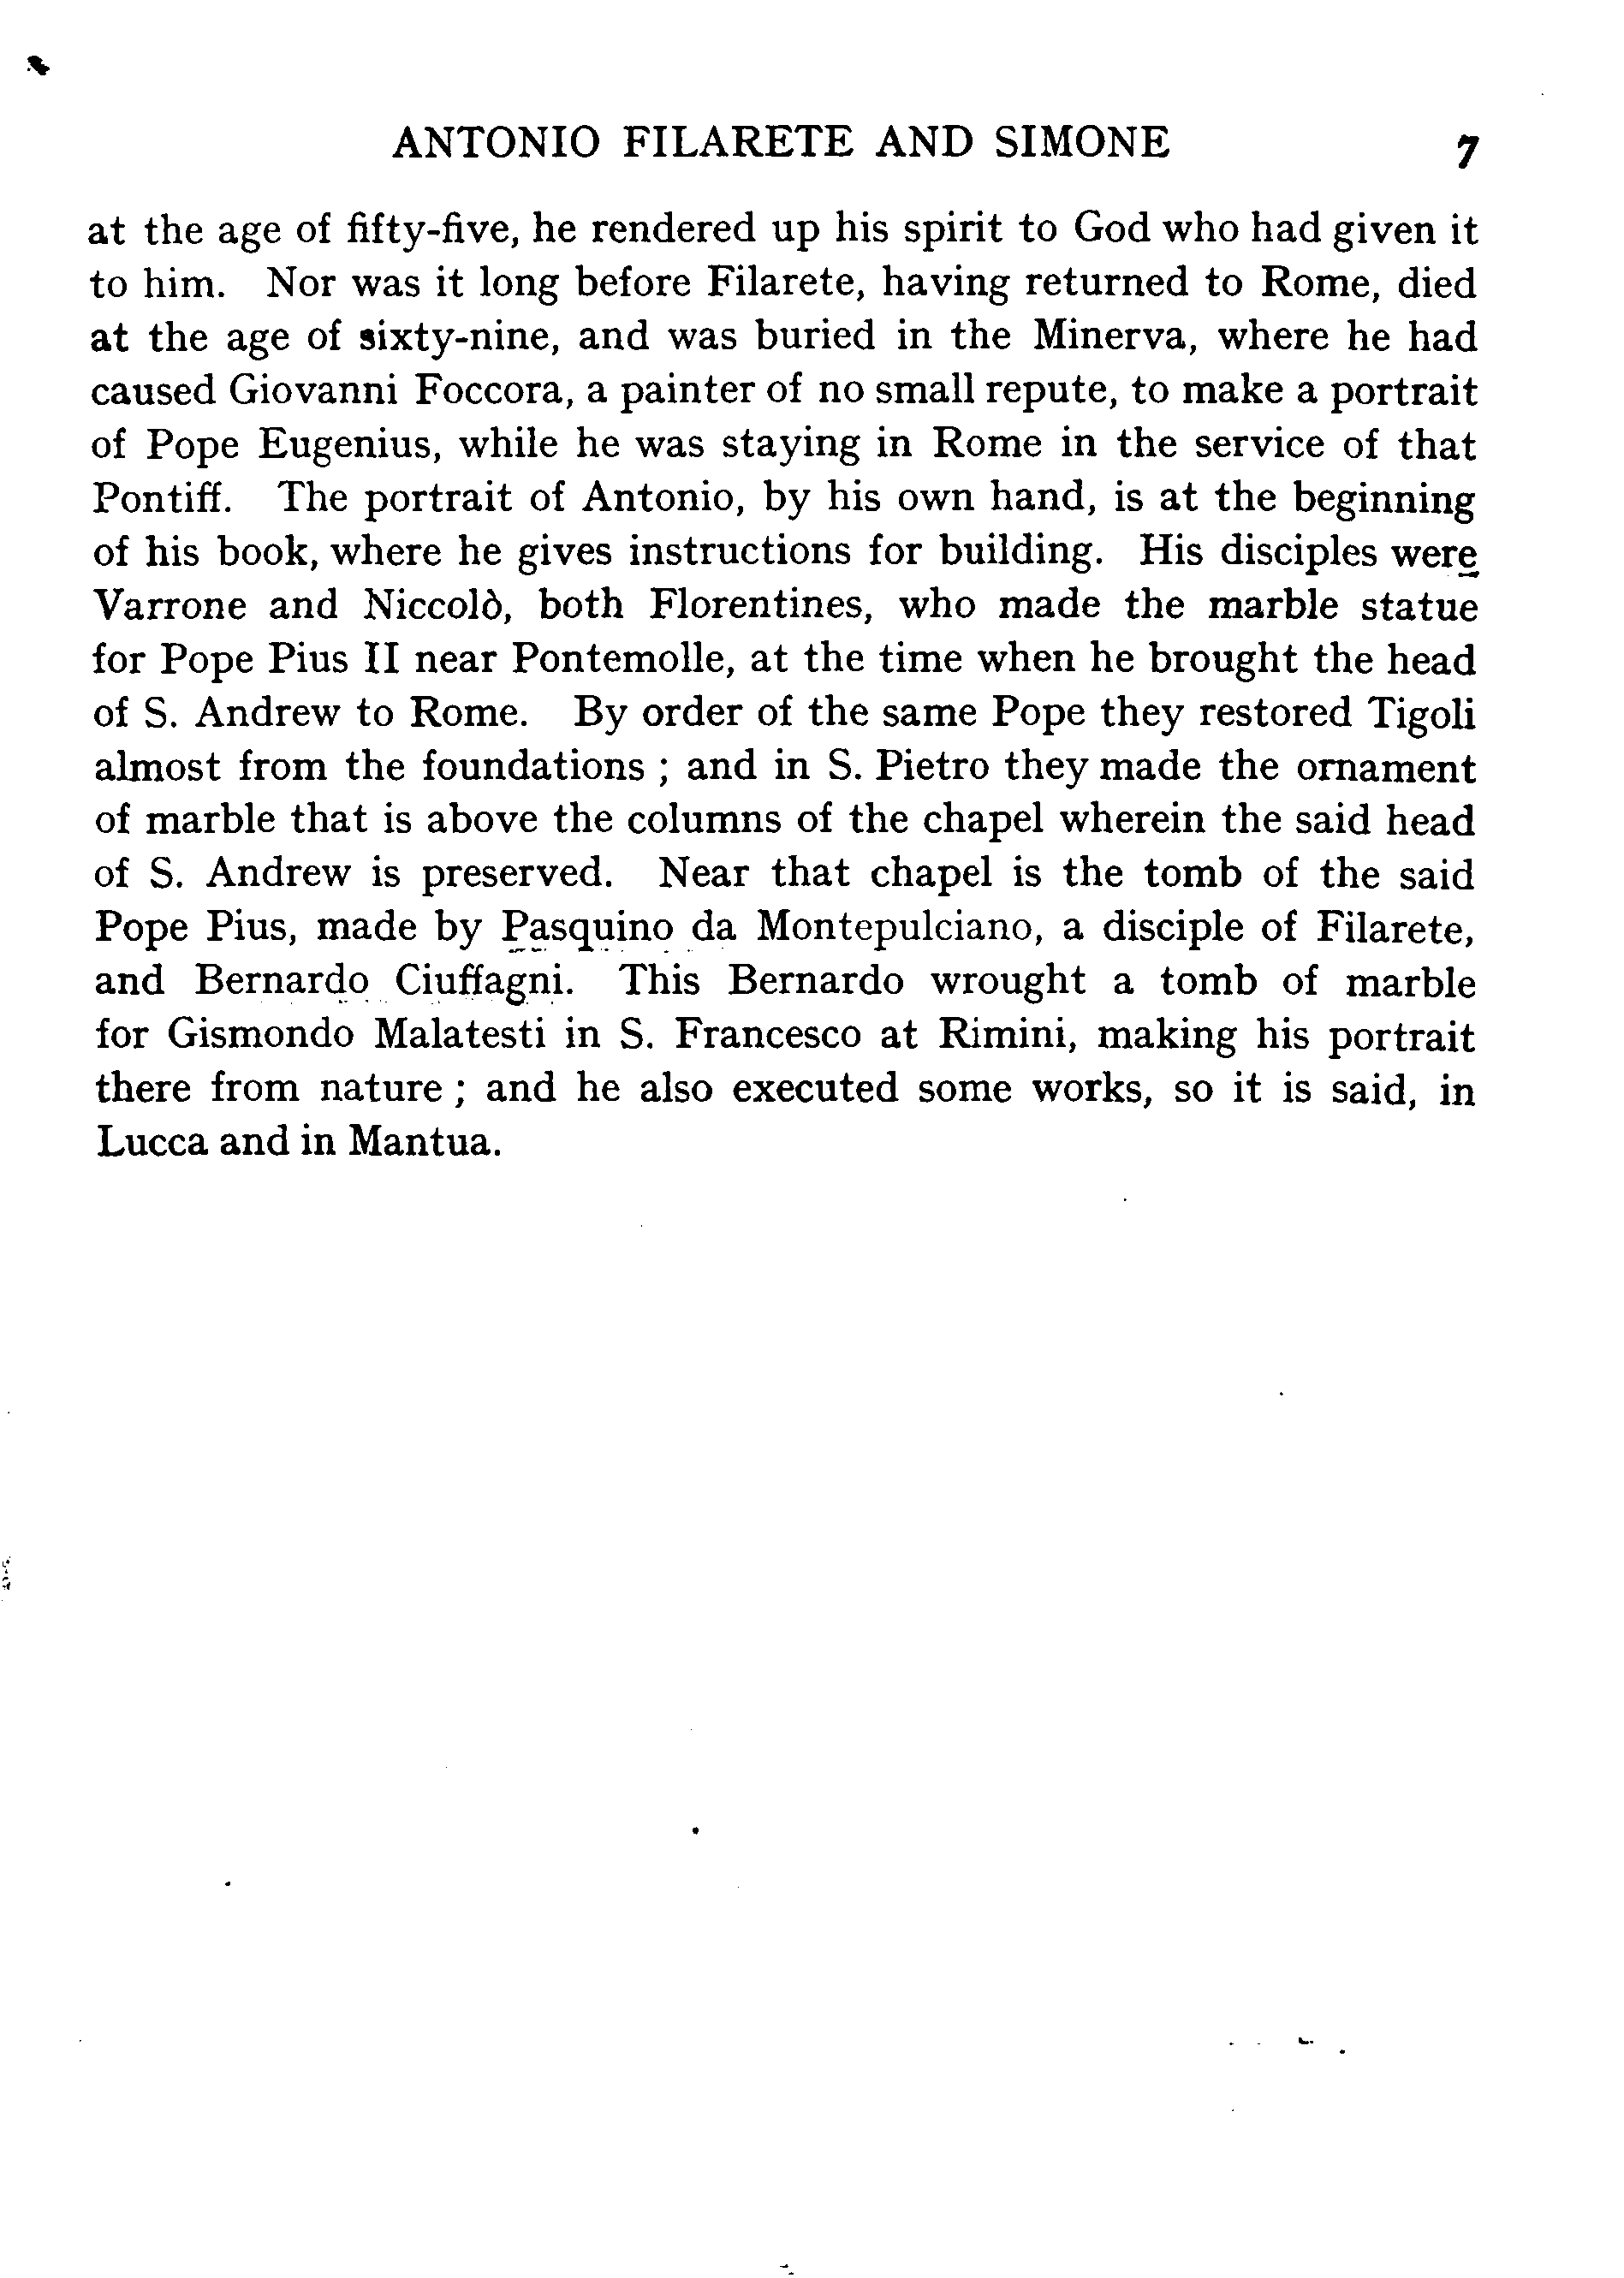 ANTONIO FILARETE AND SIMONE 7
at the age of fifty-five, he rendered up his spirit to God who had given it
to him. Nor was it long before Filarete, having returned to Rome, died
at the age of sixty-nine, and was buried in the Minerva, where he had
caused Giovanni Foccora, a painter of no small repute, to make a portrait
of Pope Eugenius, while he was staying in Rome in the service of that
Pontiff. The portrait of Antonio, by his own hand, is at the beginning
of his book, where he gives instructions for building. His disciples were
Varrone and Niccolò, both Florentines, who made the marble statue
for Pope Pius II near Pontemolle, at the time when he brought the head
of S. Andrew to Rome. By order of the same Pope they restored Tigoli
almost from the foundations ; and in S. Pietro they made the ornament
of marble that is above the columns of the chapel wherein the said head
of S. Andrew is preserved. Near that chapel is the tomb of the said
Pope Pius, made by Pasquino da Montepulciano, a disciple of Filarete,
and Bernardo Ciuffagni. This Bernardo wrought a tomb of marble
for Gismondo Malatesti in S. Francesco at Rimini, making his portrait
there from nature ; and he also executed some works, so it is said, in
Lucca and in Mantua.